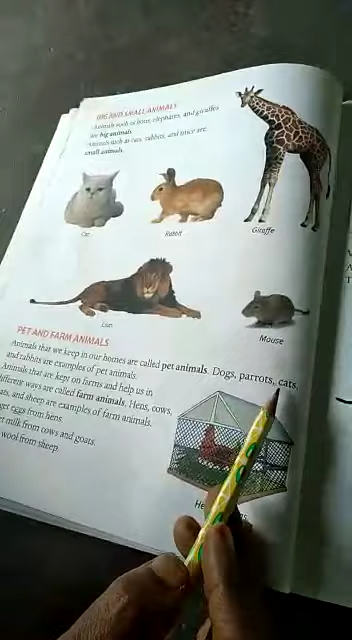 BIG AND SMALL ANIMALS
Animals such as lions, elephants, and giraffes
are big animals.
Animals such as cats, rabbits, and mice are
small animals.
Cat
Rabbit
Giraffe
Lion
Mouse
PET AND FARM ANIMALS
Animals that we keep in our homes are called pet animals. Dogs, parrots, cats,
and rabbits are examples of pet animals.
Animals that are kept on farms and help us in
different ways are called farm animals. Hens, cows,
ats, and sheep are examples of farm animals.
get eggs from hens.
et milk from cows and goats.
wool from sheep.
He